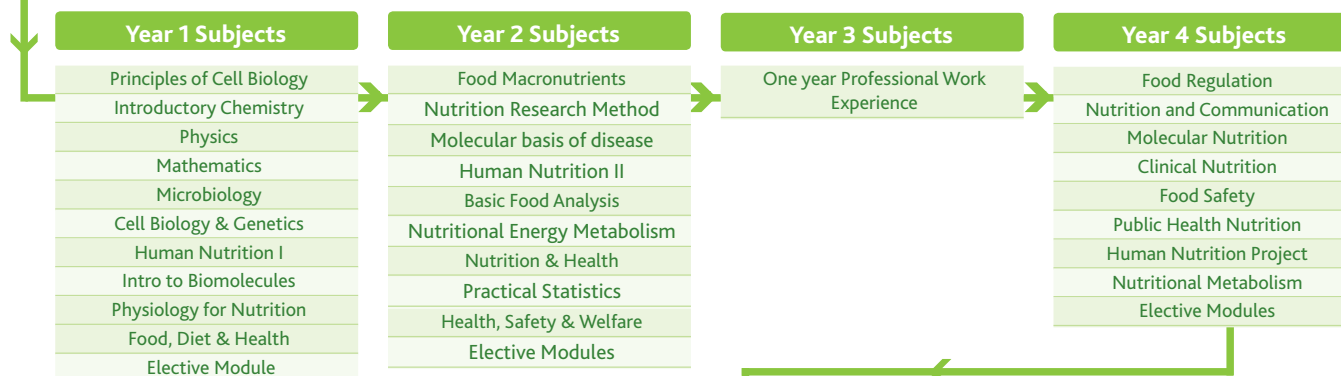 Year 1 Subjects
Principles of Cell Biology
Introductory Chemistry
Physics
Mathematics
Microbiology
Cell Biology & Genetics
Human Nutrition I
Intro to Biomolecules
Physiology for Nutrition
Food, Diet & Health
Elective Module
Year 2 Subjects
Food Macronutrients
Nutrition Research Method
Molecular basis of disease
Human Nutrition II
Basic Food Analysis
Nutritional Energy Metabolism
Nutrition & Health
Practical Statistics
Health, Safety & Welfare
Elective Modules
Year 3 Subjects
One year Professional Work
Experience
Year 4 Subjects
Food Regulation
Nutrition and Communication
Molecular Nutrition
Clinical Nutrition
Food Safety
Public Health Nutrition
Human Nutrition Project
Nutritional Metabolism
Elective Modules